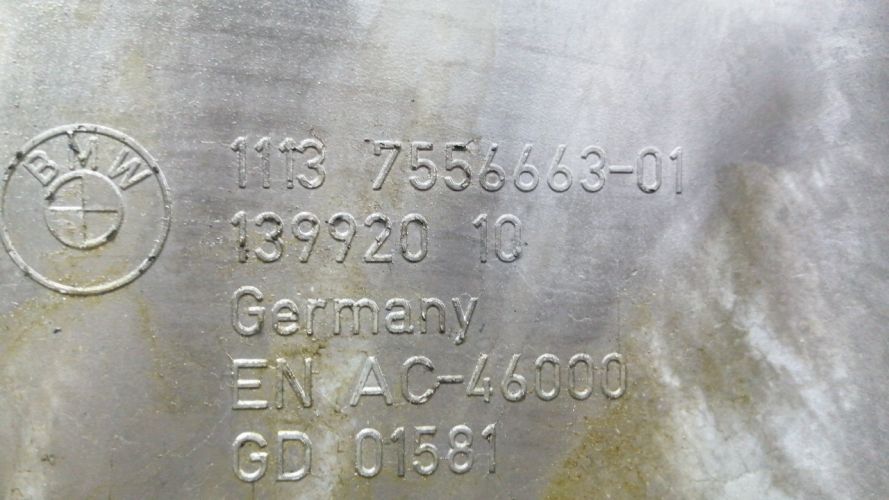 BMW
1113 7556663-01
139920 10
Germany
EN AC-46000
GD 01581